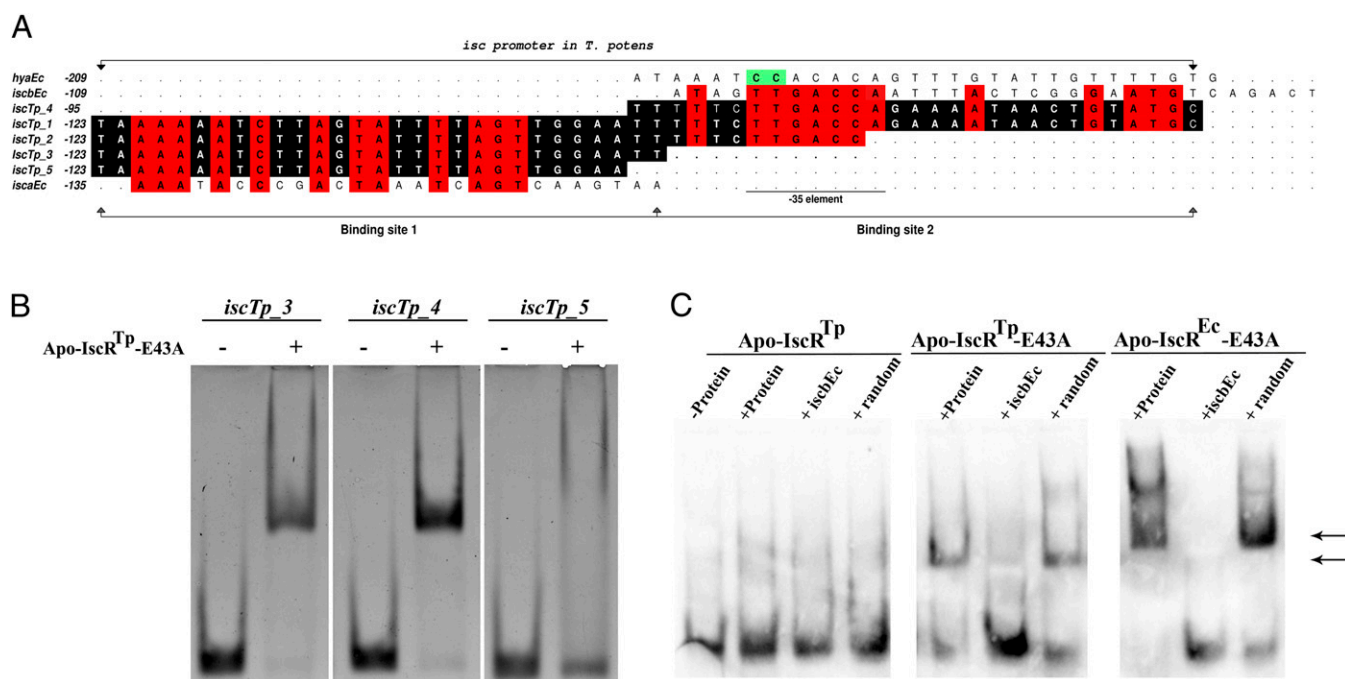 A
isc promoter in T. potens
hyaEc -209 . . . . . . . . . . . . . . . . . . . . . . . . . . . A T A A A T C C A C A C A G T T T G T A T T G T T T T G T G . . . . .
iscbEc -109 . . . . . . . . . . . . . . . . . . . . . . . . . . . . . A T A G T T G A C C A A T T T A C T C G G G A A T G T C A G A C T
iscTp_4 -95 . . . . . . . . . . . . . . . . . . . . . . . . . . . T T T T T C T T G A C C A G A A A A T A A C T G T A T G C . . . . . .
iscTp_1 -123 T A A A A A A T C T T A G T A T T T T A G T T G G A A T T T T T C T T G A C C A G A A A A T A A C T G T A T G C . . . . . .
iscTp_2 -123 T A A A A A A T C T T A G T A T T T T A G T T G G A A T T T T T C T T G A C C . . . . . . . . . . . . . . . . . . . . . . .
iscTp_3 -123 T A A A A A A T C T T A G T A T T T T A G T T G G A A T T . . . . . . . . . . . . . . . . . . . . . . . . . . . . . . . . .
iscTp_5 -123 T A A A A A A T C T T A G T A T T T T A G T T G G A A . . . . . . . . . . . . . . . . . . . . . . . . . . . . . . . . . . .
iscaEc -135 . . A A A T A C C C G A C T A A A T C A G T C A A G T A A . . . . . . . . . . . . . . . . . . . . . . . . . . . . . . . . .
-35 element
Binding site 1 Binding site 2
B
iscTp_3 iscTp_4 iscTp_5
Apo-IscR^Tp-E43A - + - + - +
C
Apo-IscR^Tp Apo-IscR^Tp-E43A Apo-IscR^Ec-E43A
-Protein +Protein + iscbEc + random +Protein + iscbEc + random +Protein +iscbEc + random